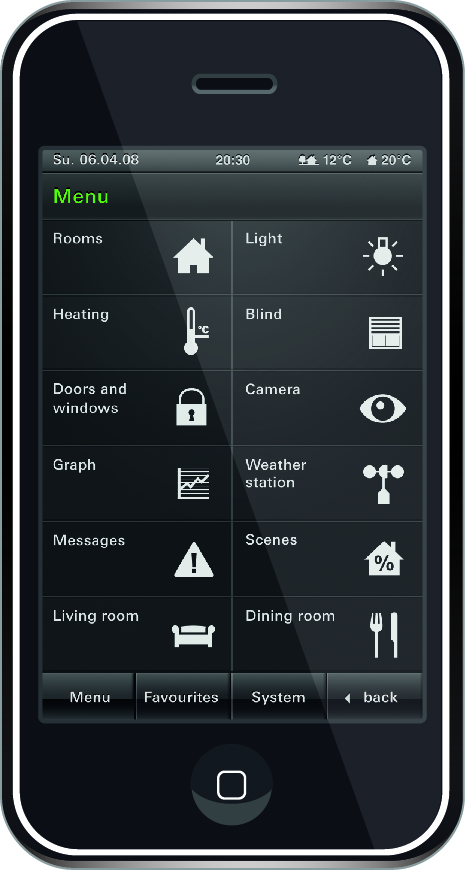 Su. 06.04.08 20:30 12°C 20°C
Menu
Rooms Light
Heating °C Blind
Doors and
windows
Camera
Graph
Weather
station
Messages Scenes
%
Living room Dining room
Menu Favourites System back